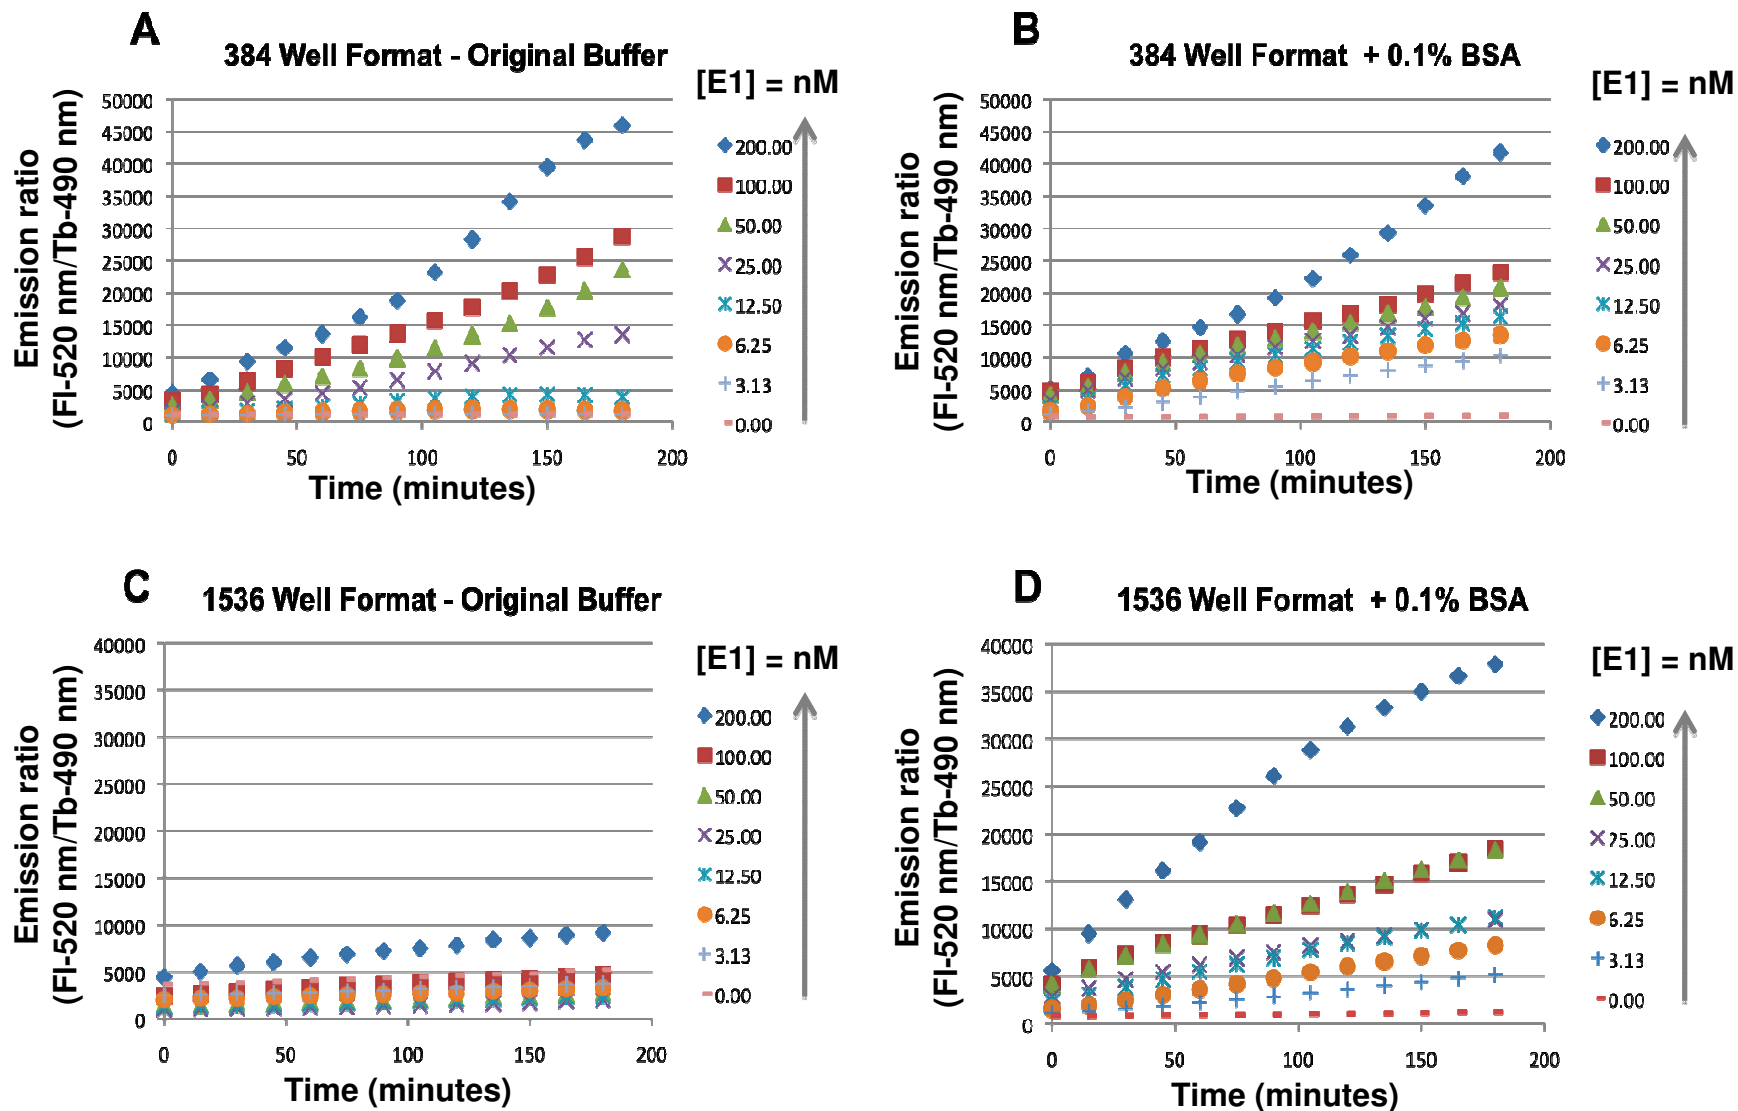 A
384 Well Format - Original Buffer
[E1] = nM
Emission ratio
(Fl-520 nm/Tb-490 nm)
50000
45000
40000
35000
30000
25000
20000
15000
10000
5000
0
0 50 100 150 200
Time (minutes)
200.00
100.00
50.00
25.00
12.50
6.25
3.13
0.00
B
384 Well Format + 0.1% BSA
[E1] = nM
Emission ratio
(Fl-520 nm/Tb-490 nm)
50000
45000
40000
35000
30000
25000
20000
15000
10000
5000
0
0 50 100 150 200
Time (minutes)
200.00
100.00
50.00
25.00
12.50
6.25
3.13
0.00
C
1536 Well Format - Original Buffer
[E1] = nM
Emission ratio
(Fl-520 nm/Tb-490 nm)
40000
35000
30000
25000
20000
15000
10000
5000
0
0 50 100 150 200
Time (minutes)
200.00
100.00
50.00
25.00
12.50
6.25
3.13
0.00
D
1536 Well Format + 0.1% BSA
[E1] = nM
Emission ratio
(Fl-520 nm/Tb-490 nm)
40000
35000
30000
25000
20000
15000
10000
5000
0
0 50 100 150 200
Time (minutes)
200.00
100.00
50.00
25.00
12.50
6.25
3.13
0.00